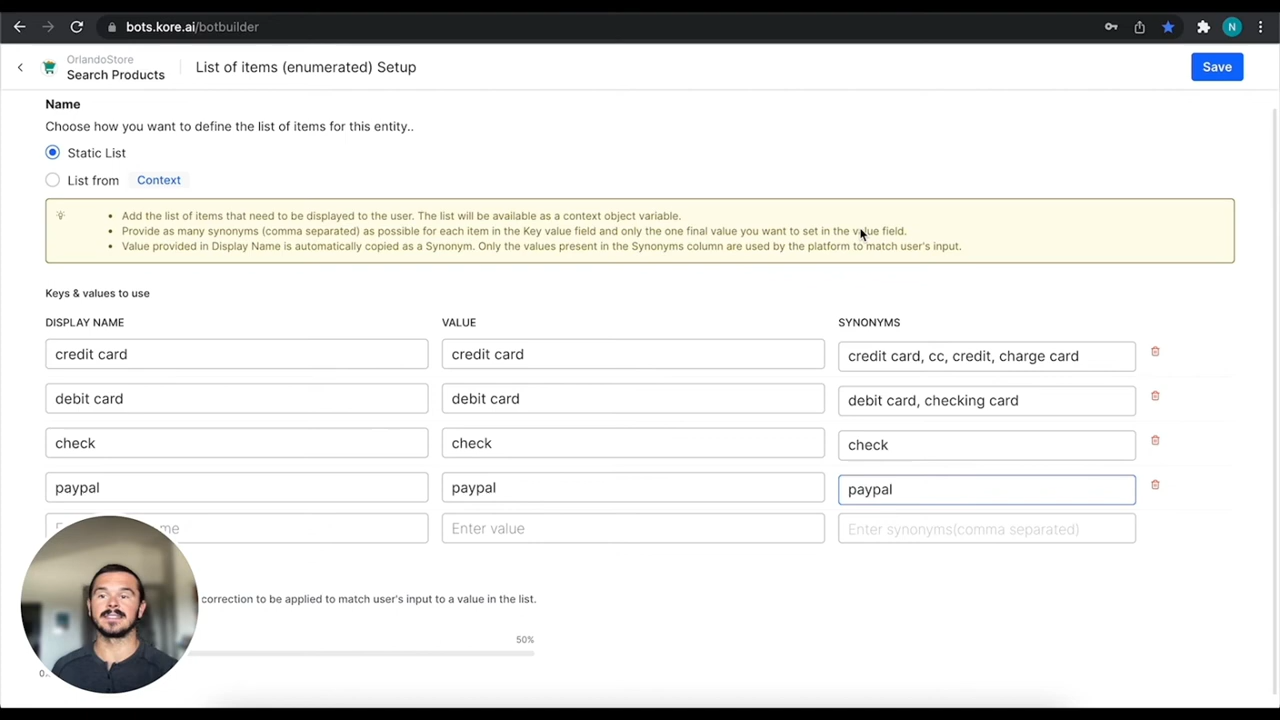 bots.kore.ai/botbuilder
N
OrlandoStore
Search Products
List of items (enumerated) Setup
Save
Name
Choose how you want to define the list of items for this entity..
Static List
List from Context
• Add the list of items that need to be displayed to the user. The list will be available as a context object variable.
• Provide as many synonyms (comma separated) as possible for each item in the Key value field and only the one final value you want to set in the value field.
• Value provided in Display Name is automatically copied as a Synonym. Only the values present in the Synonyms column are used by the platform to match user's input.
Keys & values to use
DISPLAY NAME VALUE SYNONYMS
credit card credit card credit card, cc, credit, charge card
debit card debit card debit card, checking card
check check check
paypal paypal paypal
Enter value Enter synonyms(comma separated)
correction to be applied to match user's input to a value in the list.
50%